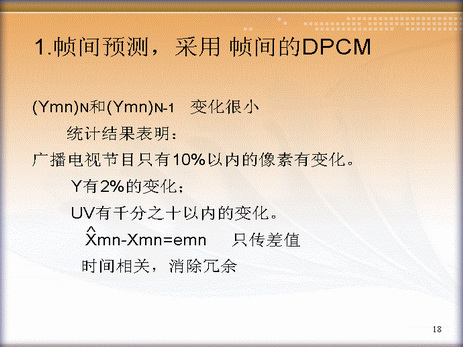 1.帧间预测，采用 帧间的DPCM
(Ymn)N和(Ymn)N-1 变化很小
统计结果表明：
广播电视节目只有10%以内的像素有变化。
Y有2%的变化；
UV有千分之十以内的变化。
X̂mn-Xmn=emn 只传差值
时间相关，消除冗余
18